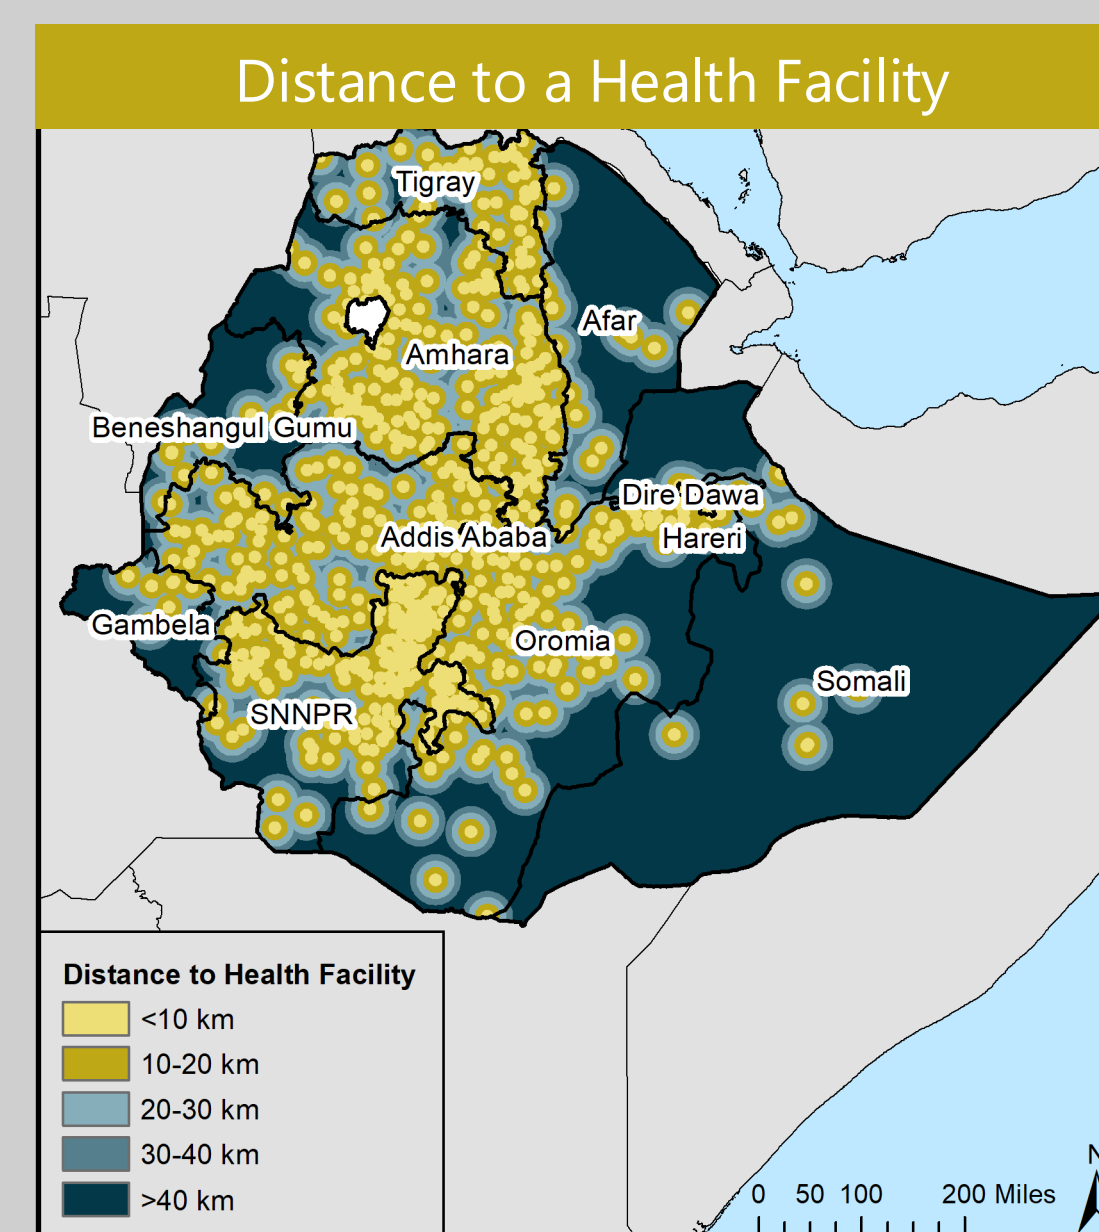 Distance to a Health Facility
Tigray
Afar
Amhara
Beneshangul Gumu
Dire Dawa
Addis Ababa
Hareri
Gambela
Oromia
Somali
SNNPR
Distance to Health Facility
<10 km
10-20 km
20-30 km
30-40 km
>40 km
N
0 50 100 200 Miles